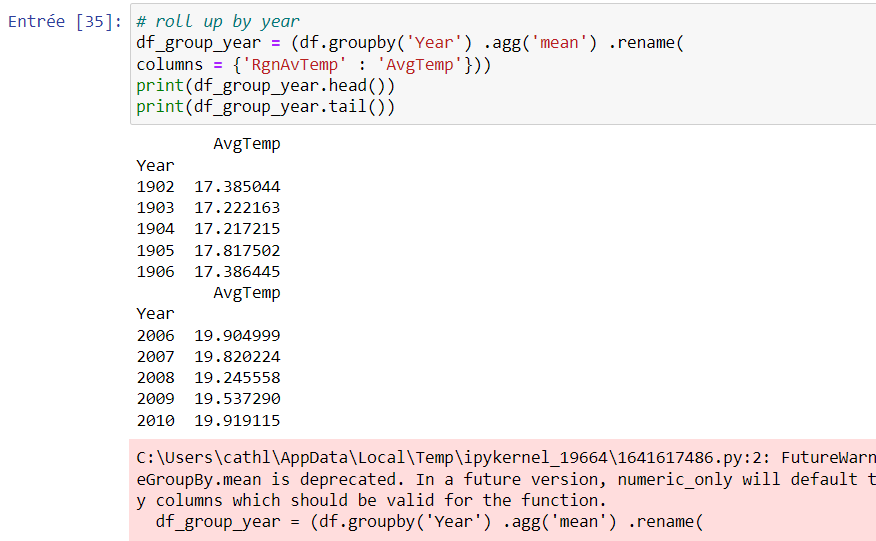 Entrée [35]: # roll up by year
df_group_year = (df.groupby('Year') .agg('mean') .rename(
columns = {'RgnAvTemp' : 'AvgTemp'}))
print(df_group_year.head())
print(df_group_year.tail())
AvgTemp
Year
1902 17.385044
1903 17.222163
1904 17.217215
1905 17.817502
1906 17.386445
AvgTemp
Year
2006 19.904999
2007 19.820224
2008 19.245558
2009 19.537290
2010 19.919115
C:\Users\cathl\AppData\Local\Temp\ipykernel_19664\1641617486.py:2: FutureWarn
eGroupBy.mean is deprecated. In a future version, numeric_only will default t
y columns which should be valid for the function.
df_group_year = (df.groupby('Year') .agg('mean') .rename(